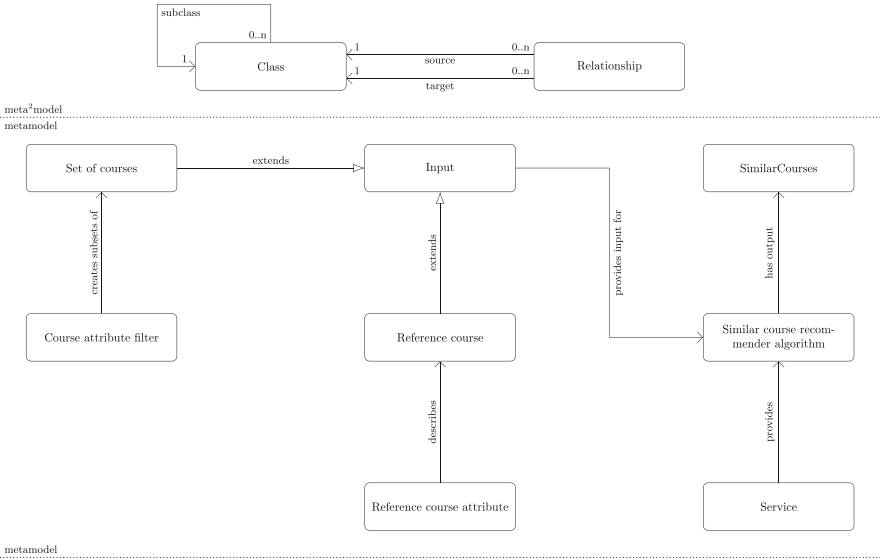 subclass
0..n
1
Class
1
0..n
source
1
0..n
target
Relationship
meta²model
metamodel
Set of courses
extends
Input
SimilarCourses
creates subsets of
extends
provides input for
has output
Course attribute filter
Reference course
Similar course recom-
mender algorithm
describes
provides
Reference course attribute
Service
metamodel